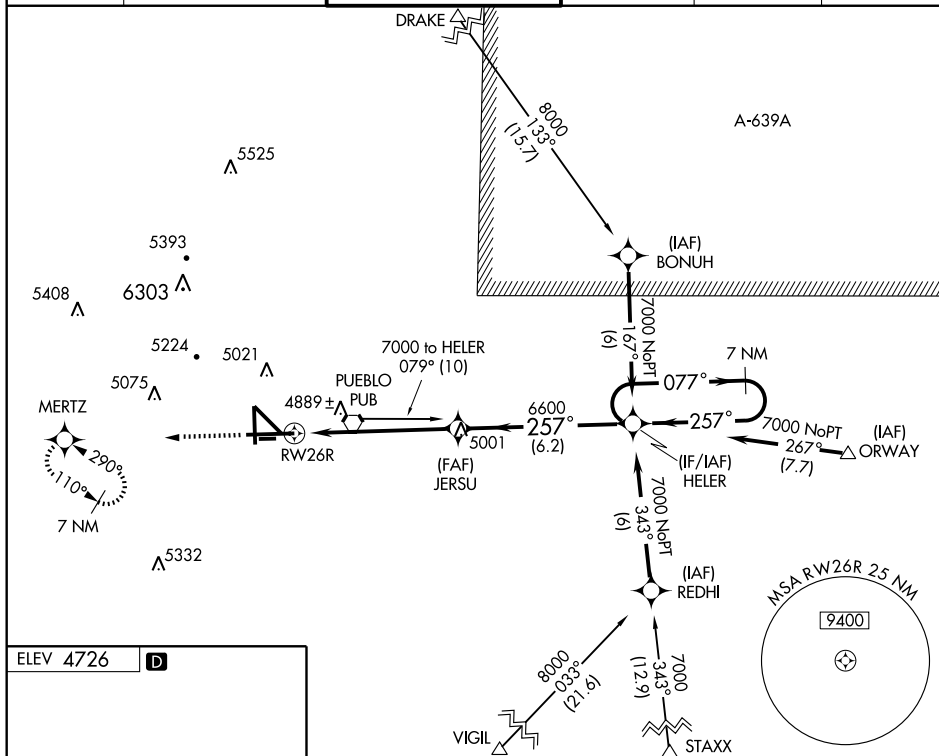 DRAKE
8000
133°
(15.7)
A-639A
5525
(IAF)
BONUH
5393
6303
5408
7000 NoPT
167°
(6)
5224
5021
7000 to HELER
079° (10)
7 NM
077°
5075
PUEBLO
PUB
4889±
MERTZ
6600
257°
(6.2)
257°
7000 NoPT
267°
(7.7)
(IAF)
ORWAY
RW26R
5001
(FAF)
JERSU
(IF/IAF)
HELER
290°
110°
7 NM
7000 NoPT
343°
(6)
5332
(IAF)
REDHI
MSA RW26R 25 NM
9400
ELEV 4726
D
8000
033°
(21.6)
7000
343°
(12.9)
VIGIL
STAXX